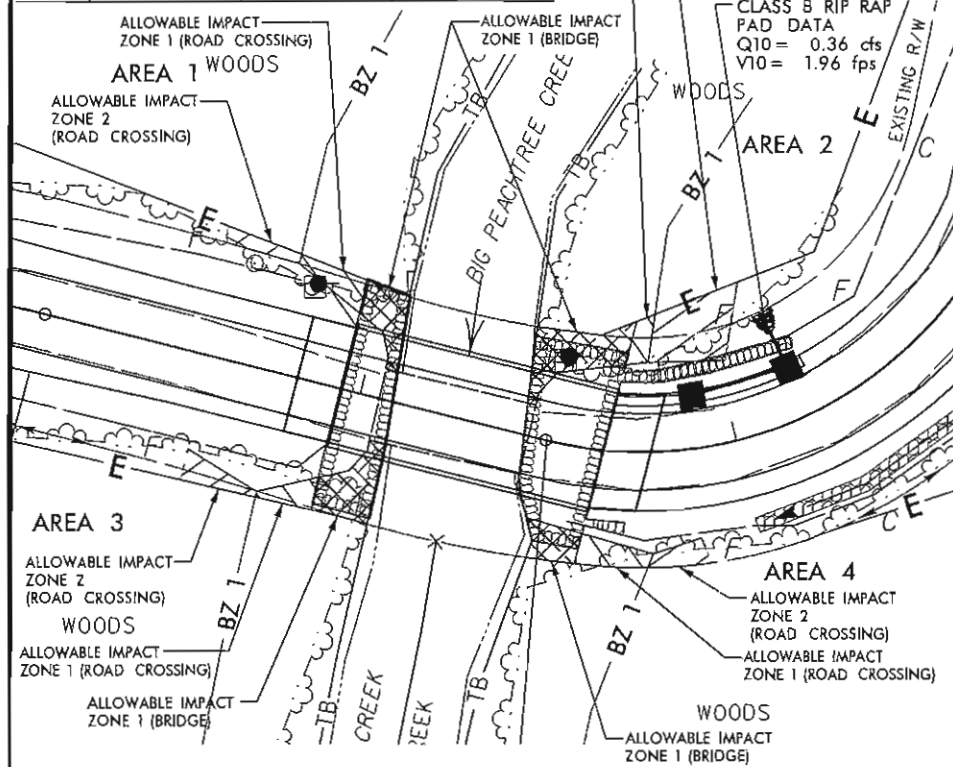 ALLOWABLE IMPACT
ZONE 1 (ROAD CROSSING)
ALLOWABLE IMPACT
ZONE 1 (BRIDGE)
CLASS B RIP RAP
PAD DATA
Q10 = 0.36 cfs
V10 = 1.96 fps
AREA 1
WOODS
ALLOWABLE IMPACT
ZONE 2
(ROAD CROSSING)
BZ 1
TB
BIG PEACHTREE CREE
TB
WOODS
BZ 1
AREA 2
E
EXISTING R/W
C
E
E
F
F
E
AREA 3
ALLOWABLE IMPACT
ZONE 2
(ROAD CROSSING)
WOODS
BZ 1
ALLOWABLE IMPACT
ZONE 1 (ROAD CROSSING)
ALLOWABLE IMPACT
ZONE 1 (BRIDGE)
TB
CREEK
REEK
TB
BZ 1
C
E
AREA 4
ALLOWABLE IMPACT
ZONE 2
(ROAD CROSSING)
ALLOWABLE IMPACT
ZONE 1 (ROAD CROSSING)
WOODS
ALLOWABLE IMPACT
ZONE 1 (BRIDGE)